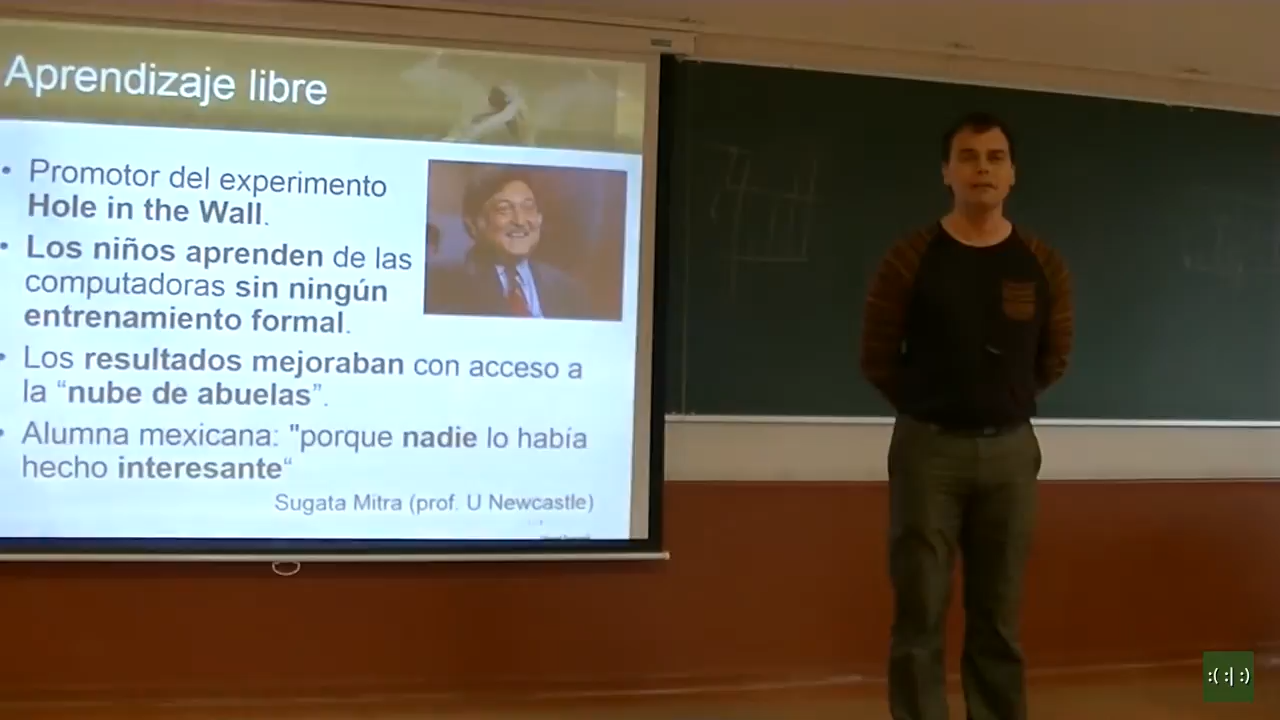 Aprendizaje libre
• Promotor del experimento
Hole in the Wall.
• Los niños aprenden de las
computadoras sin ningún
entrenamiento formal.
• Los resultados mejoraban con acceso a
la “nube de abuelas”.
• Alumna mexicana: "porque nadie lo había
hecho interesante“
Sugata Mitra (prof. U Newcastle)
:( :| :)